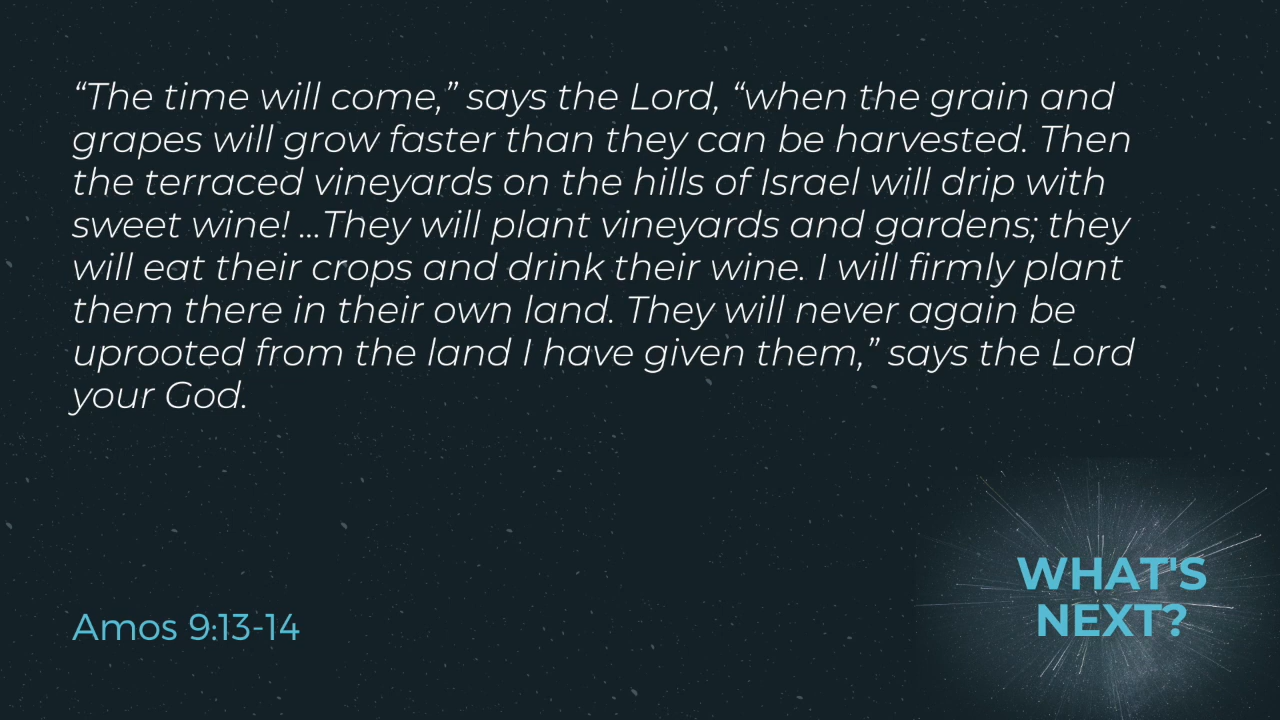 “The time will come,” says the Lord, “when the grain and
grapes will grow faster than they can be harvested. Then
the terraced vineyards on the hills of Israel will drip with
sweet wine! ...They will plant vineyards and gardens; they
will eat their crops and drink their wine. I will firmly plant
them there in their own land. They will never again be
uprooted from the land I have given them,” says the Lord
your God.
Amos 9:13-14
WHAT'S
NEXT?